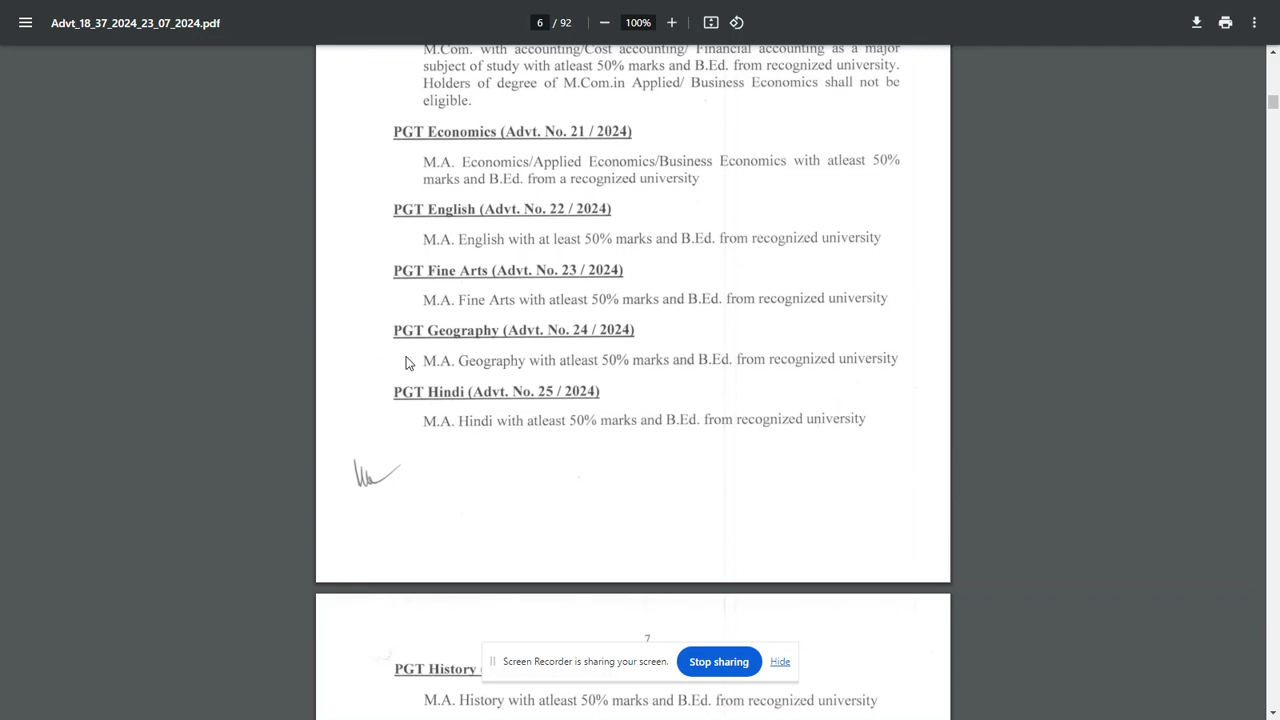 Advt_18_37_2024_23_07_2024.pdf
6 / 92
100%
M.Com. with accounting/Cost accounting/ Financial accounting as a major
subject of study with atleast 50% marks and B.Ed. from recognized university.
Holders of degree of M.Com.in Applied/ Business Economics shall not be
eligible.
PGT Economics (Advt. No. 21 / 2024)
M.A. Economics/Applied Economics/Business Economics with atleast 50%
marks and B.Ed. from a recognized university
PGT English (Advt. No. 22 / 2024)
M.A. English with at least 50% marks and B.Ed. from recognized university
PGT Fine Arts (Advt. No. 23 / 2024)
M.A. Fine Arts with atleast 50% marks and B.Ed. from recognized university
PGT Geography (Advt. No. 24 / 2024)
M.A. Geography with atleast 50% marks and B.Ed. from recognized university
PGT Hindi (Advt. No. 25 / 2024)
M.A. Hindi with atleast 50% marks and B.Ed. from recognized university
7
Screen Recorder is sharing your screen. Stop sharing Hide
PGT History (
M.A. History with atleast 50% marks and B.Ed. from recognized university